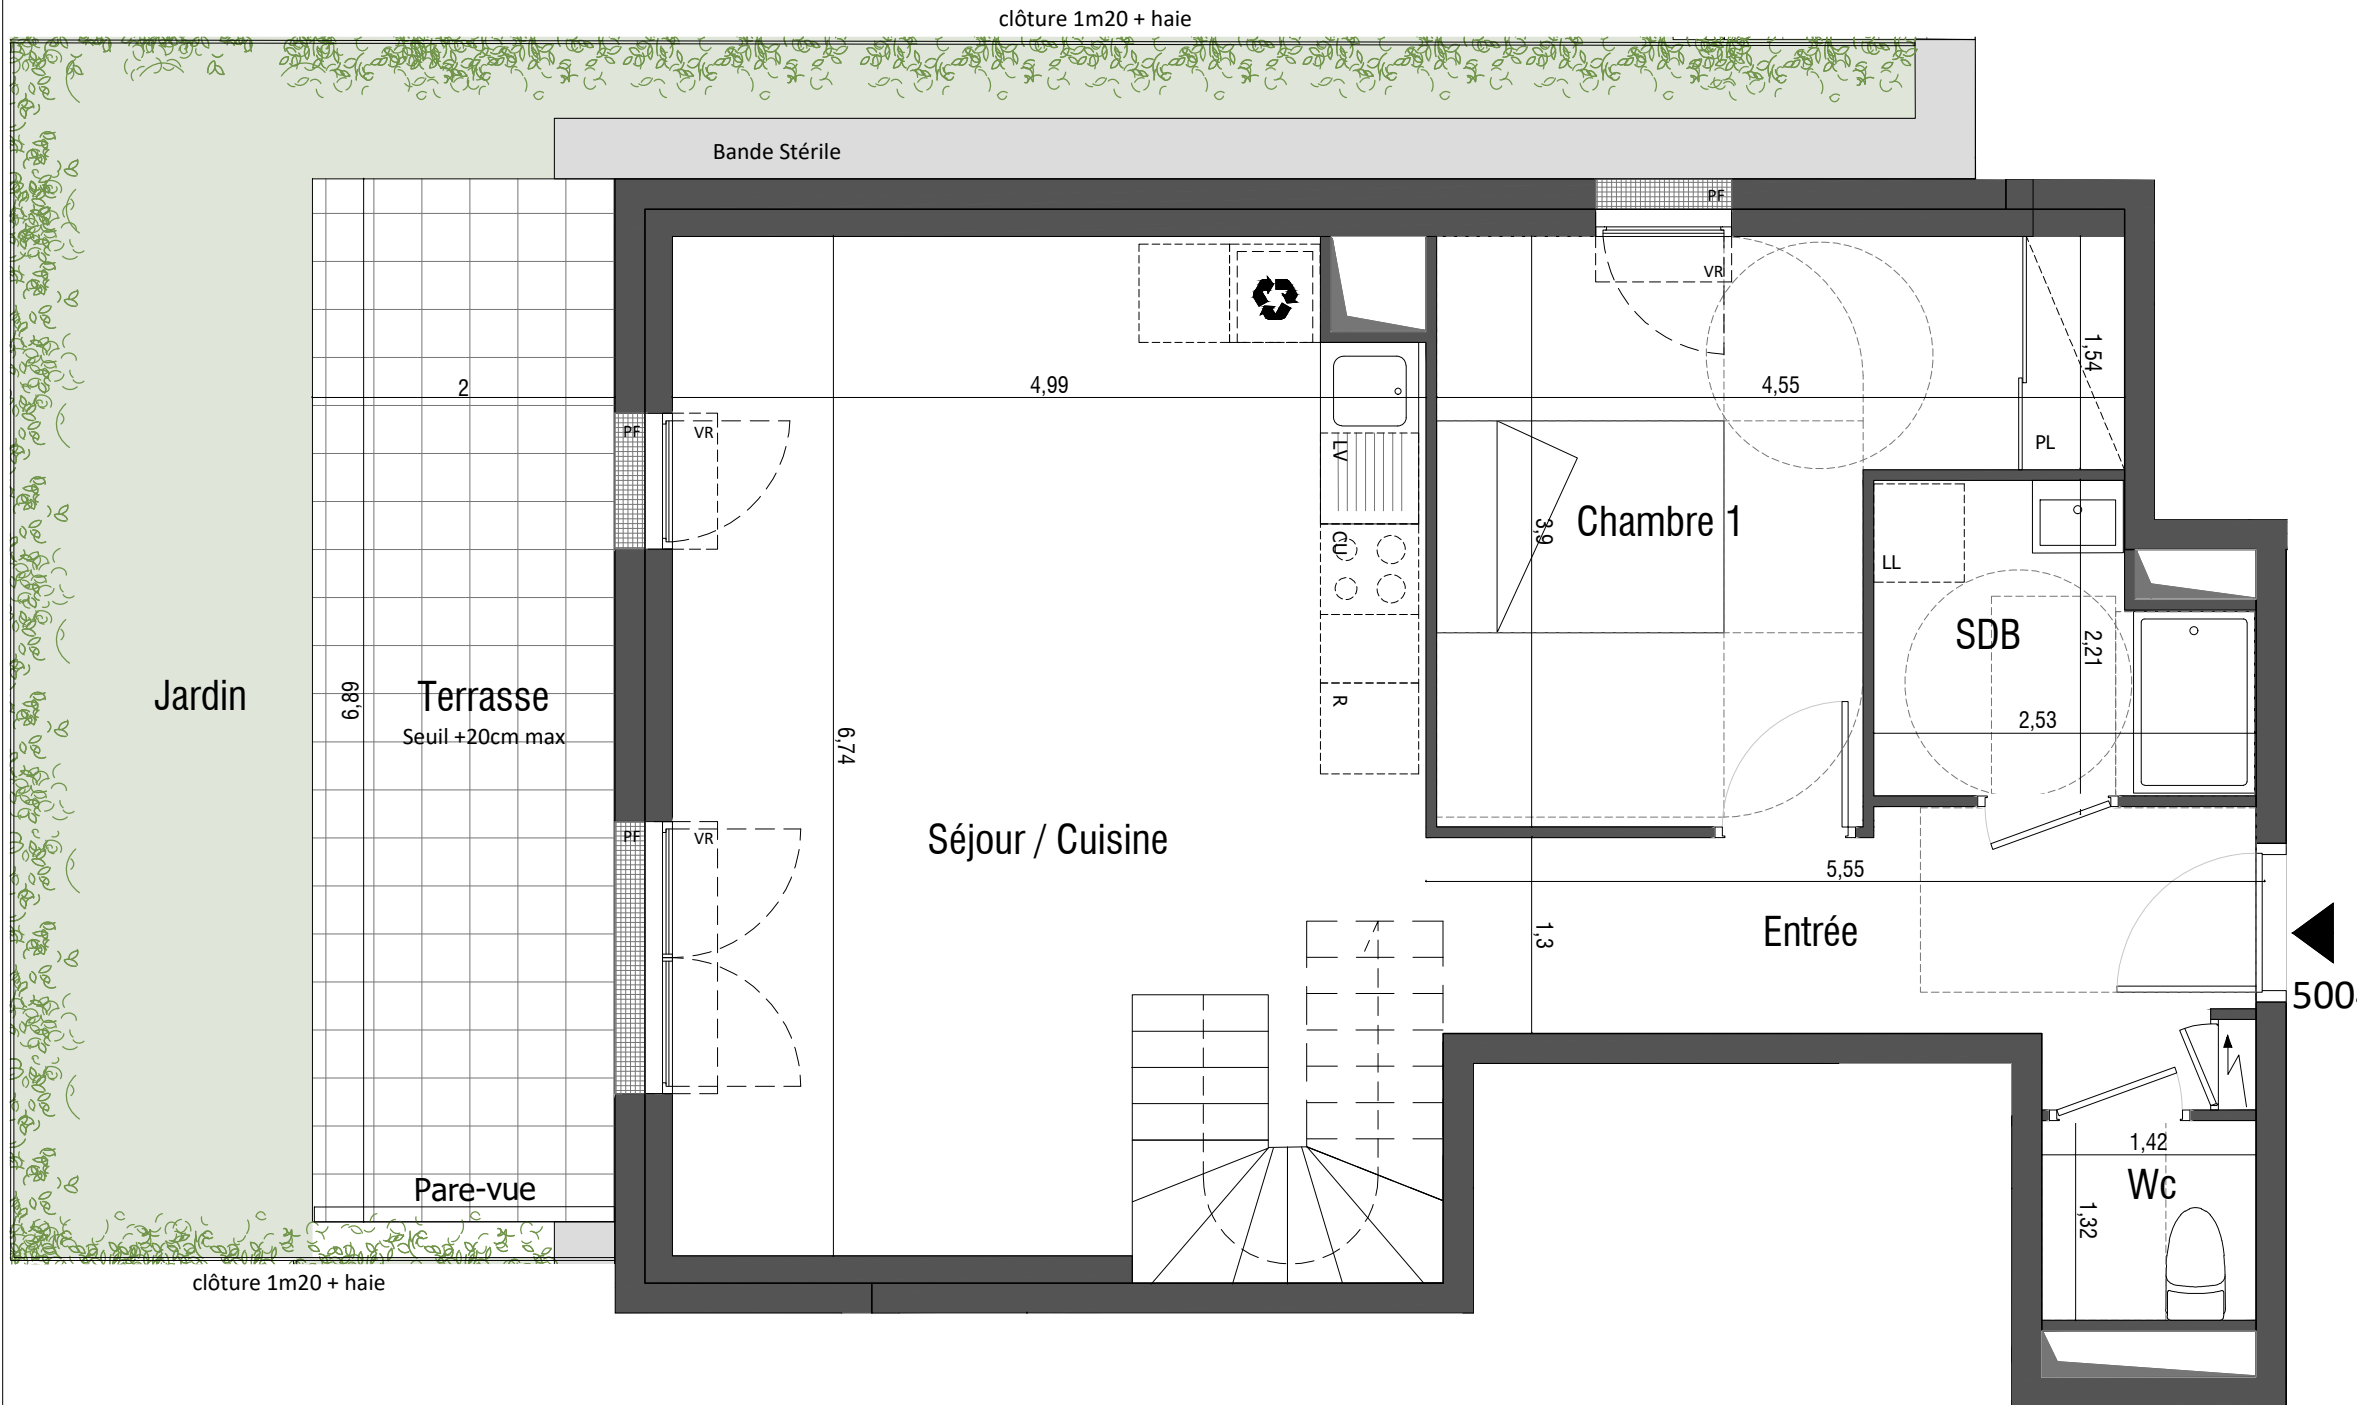 clôture 1m20 + haie
Bande Stérile
PF
VR
1,54
2
4,99
4,55
PF
VR
LV
PL
3,9
Chambre 1
CU
LL
SDB
2,21
Jardin
6,89
Terrasse
Seuil +20cm max
R
2,53
6,74
PF
VR
Séjour / Cuisine
5,55
1,3
Entrée
500
1,42
Wc
Pare-vue
1,32
clôture 1m20 + haie